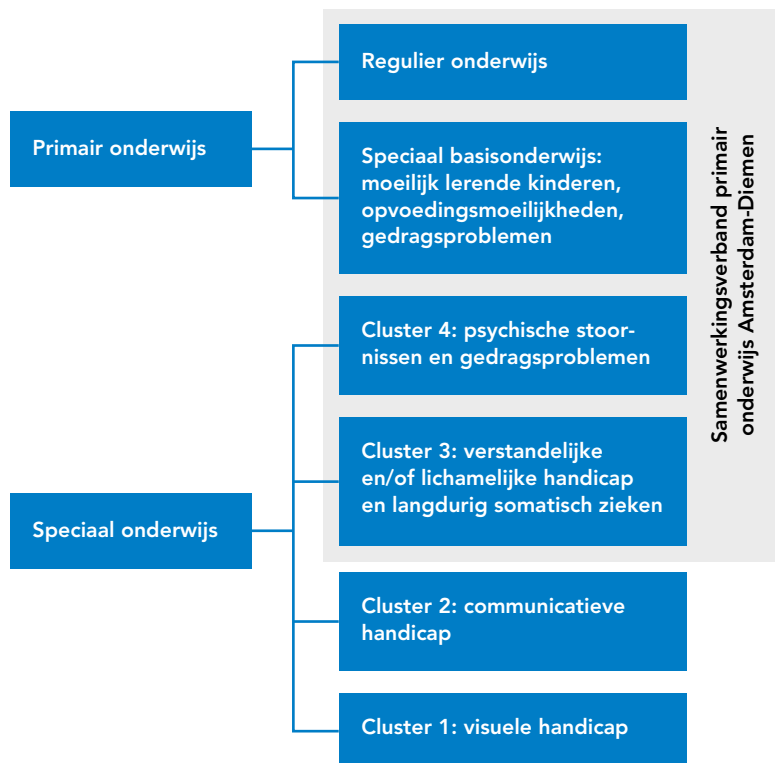 Primair onderwijs
Regulier onderwijs
Speciaal basisonderwijs:
moeilijk lerende kinderen,
opvoedingsmoeilijkheden,
gedragsproblemen
Speciaal onderwijs
Cluster 4: psychische stoor-
nissen en gedragsproblemen
Cluster 3: verstandelijke
en/of lichamelijke handicap
en langdurig somatisch zieken
Cluster 2: communicatieve
handicap
Cluster 1: visuele handicap
Samenwerkingsverband primair
onderwijs Amsterdam-Diemen